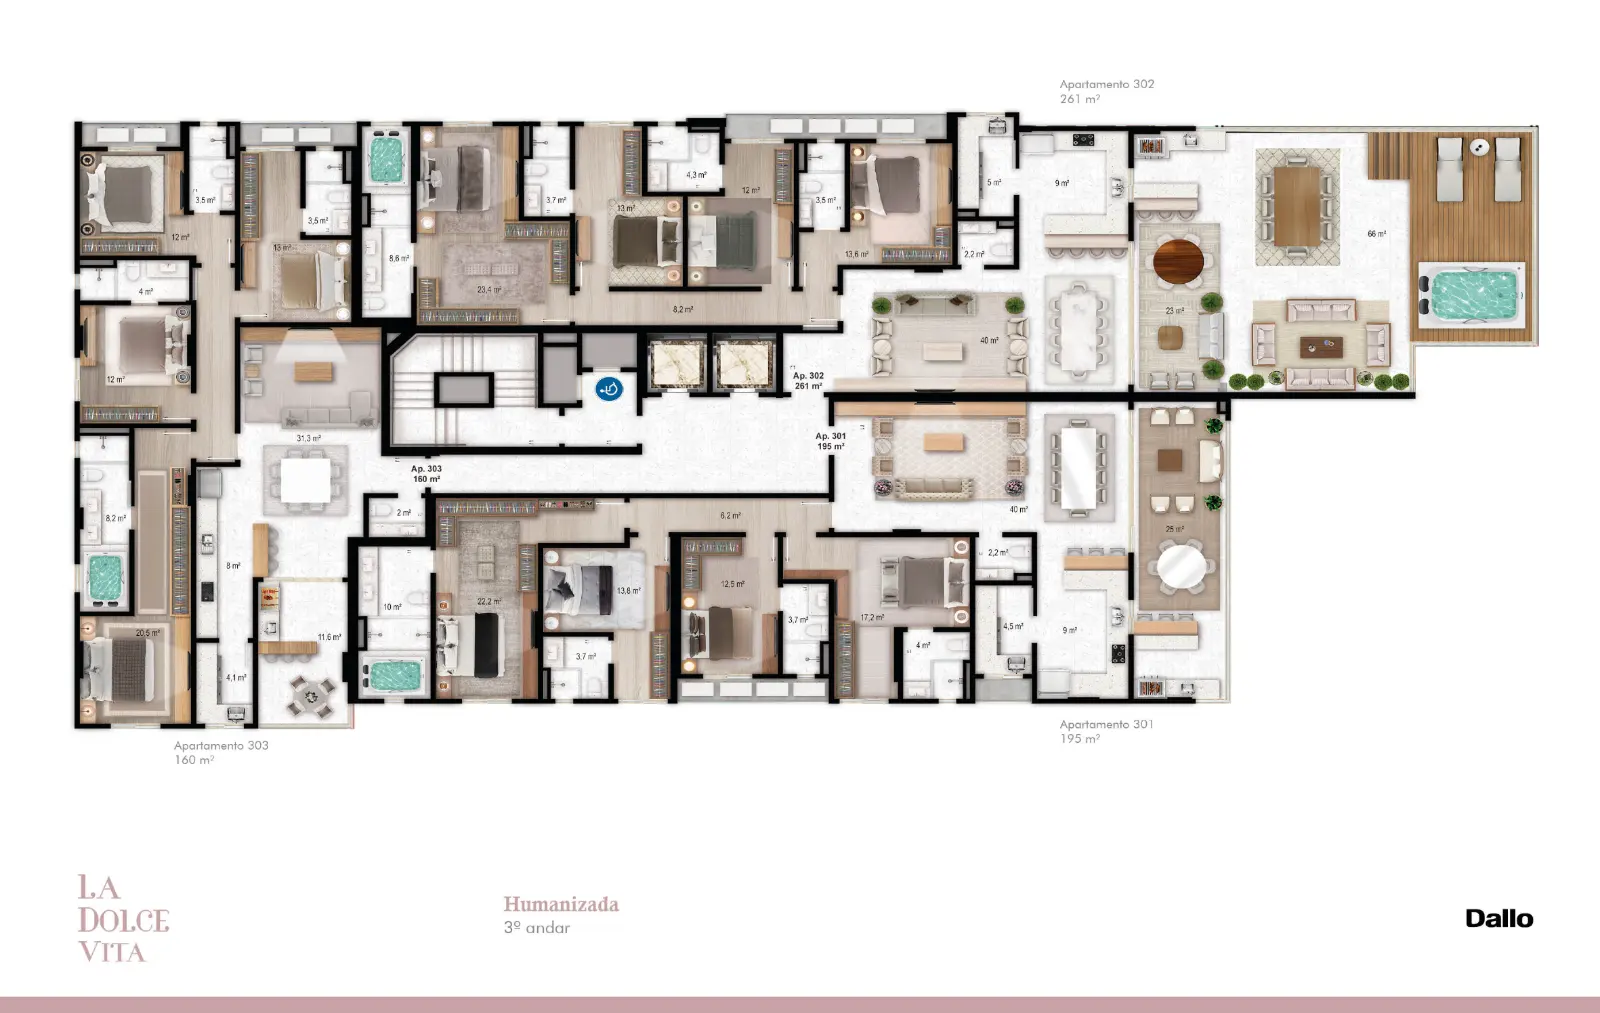 Apartamento 302
261 m²
3,5 m²
12 m²
4 m²
12 m²
13 m²
3,5 m²
8,6 m²
23,4 m²
3,7 m²
13 m²
4,3 m²
12 m²
8,2 m²
3,5 m²
13,6 m²
5 m²
2,2 m²
9 m²
40 m²
23 m²
66 m²
Ap. 302
261 m²
Ap. 301
195 m²
Ap. 303
160 m²
31,3 m²
2 m²
8,2 m²
20,5 m²
8 m²
4,1 m²
11,6 m²
10 m²
22,2 m²
6,2 m²
13,8 m²
3,7 m²
12,5 m²
3,7 m²
17,2 m²
4 m²
2,2 m²
4,5 m²
9 m²
40 m²
25 m²
Apartamento 301
195 m²
Apartamento 303
160 m²
LA
DOLCE
VITA
Humanizada
3º andar
Dallo